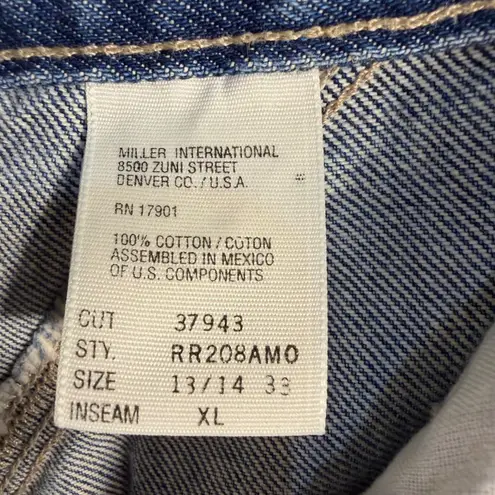 MILLER INTERNATIONAL
8500 ZUNI STREET
DENVER CO. / U.S.A.
RN 17901
100% COTTON / COTON
ASSEMBLED IN MEXICO
OF U.S. COMPONENTS
CUT 37943
STY. RR208AMO
SIZE 13/14 33
INSEAM XL